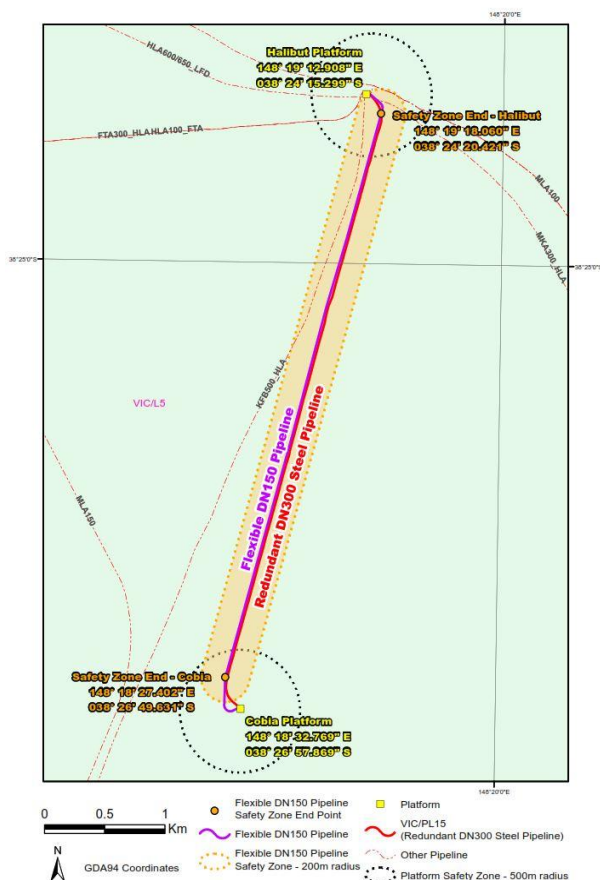 148°20'0"E
HLA600/650_LFD
Halibut Platform
148° 19' 12.908" E
038° 24' 15.299" S
FTA300_HLAHLA100_FTA
Safety Zone End - Halibut
148° 19' 18.060" E
038° 24' 20.421" S
MLA100
MKA300_HLA
38°25'0"S
38°25'0"S
KFB500_HLA
VIC/L5
MLA150
Flexible DN150 Pipeline
Redundant DN300 Steel Pipeline
Safety Zone End - Cobia
148° 18' 27.402" E
038° 26' 49.831" S
Cobia Platform
148° 18' 32.769" E
038° 26' 57.869" S
148°20'0"E
0 0.5 1
Km
N
GDA94 Coordinates
Flexible DN150 Pipeline
Safety Zone End Point
Flexible DN150 Pipeline
Flexible DN150 Pipeline
Safety Zone - 200m radius
Platform
VIC/PL15
(Redundant DN300 Steel Pipeline)
Other Pipeline
Platform Safety Zone - 500m radius